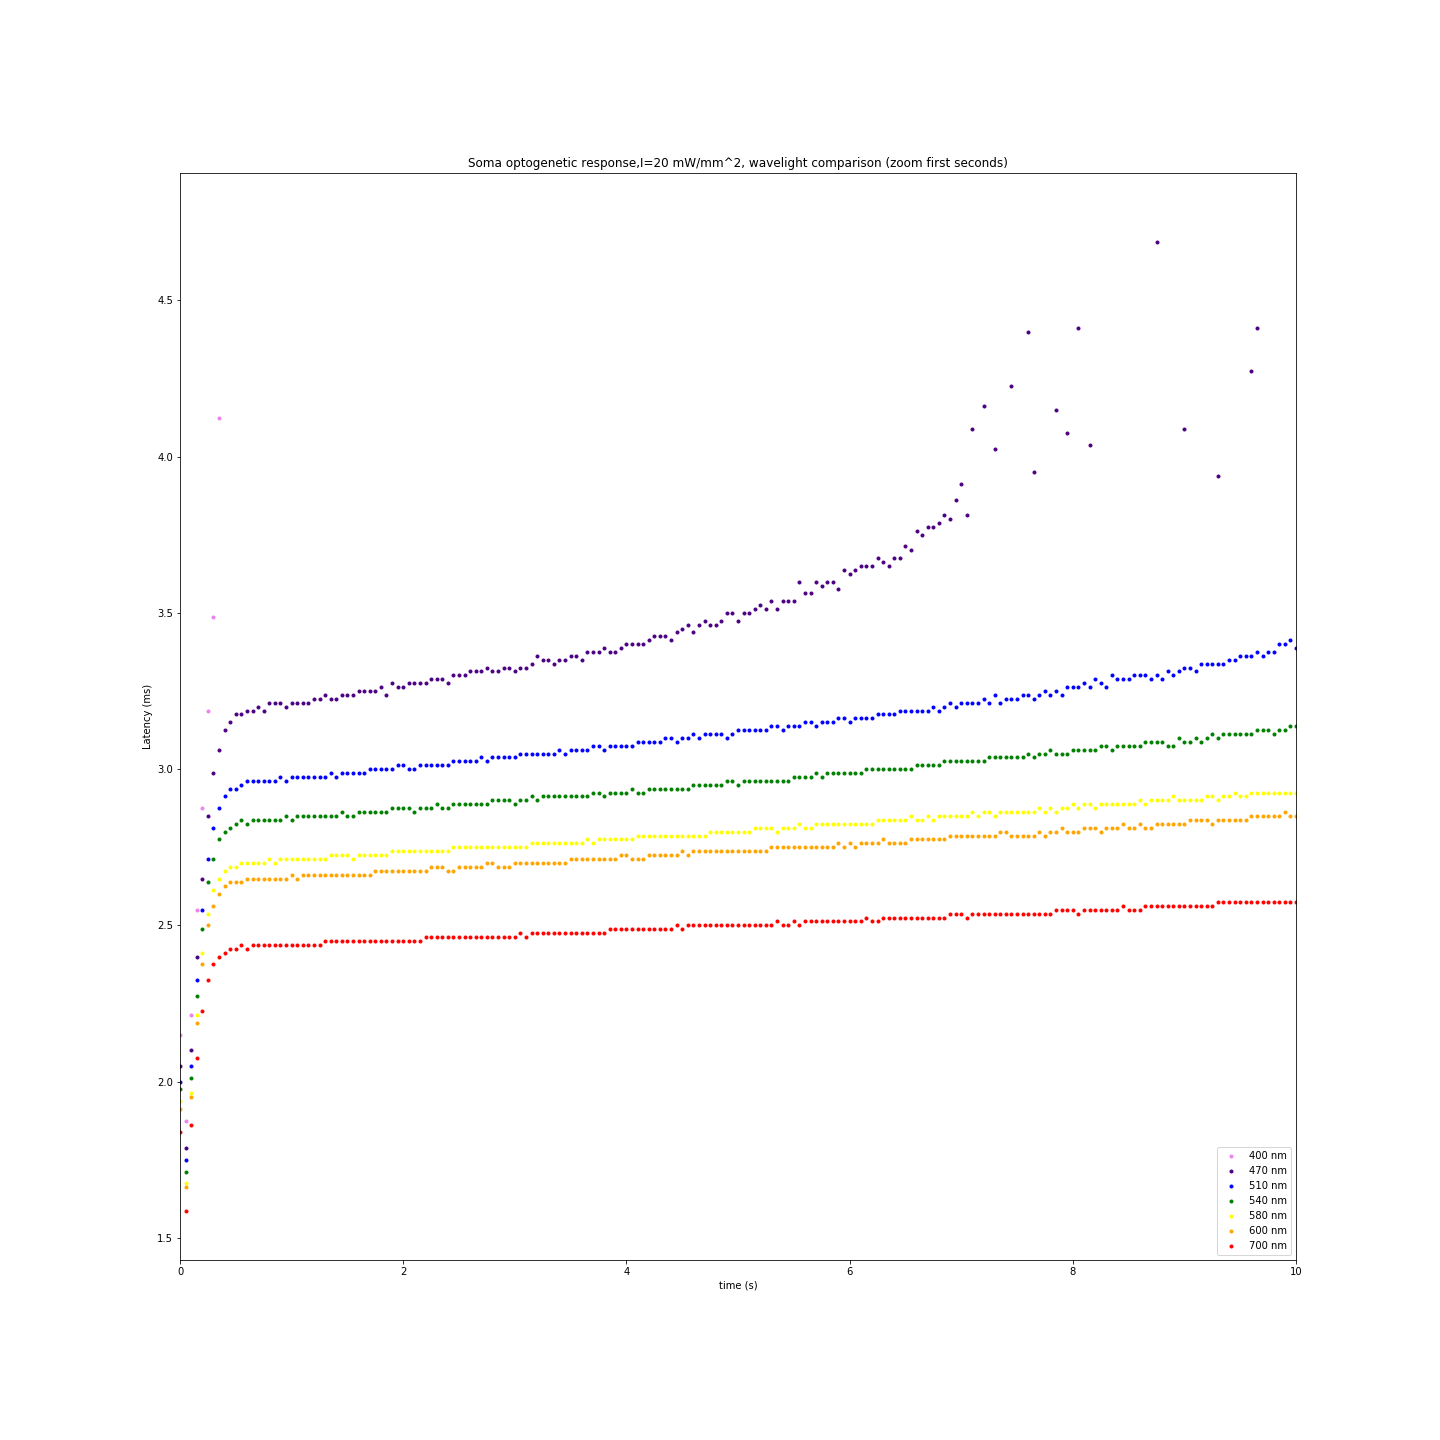 Soma optogenetic response,I=20 mW/mm^2, wavelight comparison (zoom first seconds)
Latency (ms)
4.5
4.0
3.5
3.0
2.5
2.0
1.5
0 2 4 6 8 10
time (s)
400 nm
470 nm
510 nm
540 nm
580 nm
600 nm
700 nm